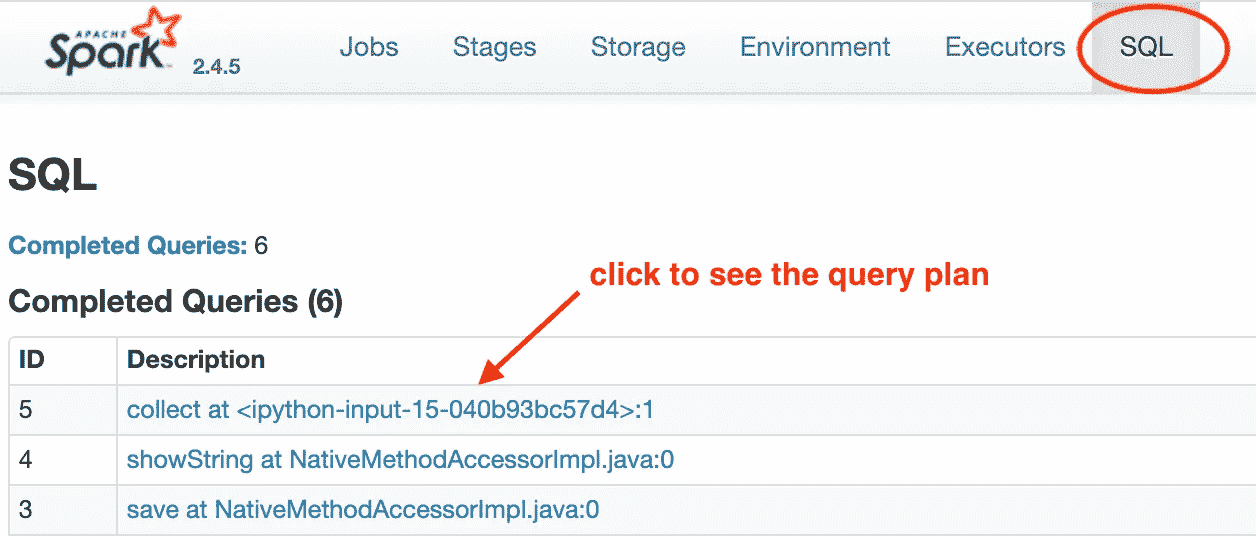 APACHE
Spark 2.4.5 Jobs Stages Storage Environment Executors SQL
SQL
Completed Queries: 6
click to see the query plan
Completed Queries (6)
ID Description
5 collect at <ipython-input-15-040b93bc57d4>:1
4 showString at NativeMethodAccessorImpl.java:0
3 save at NativeMethodAccessorImpl.java:0